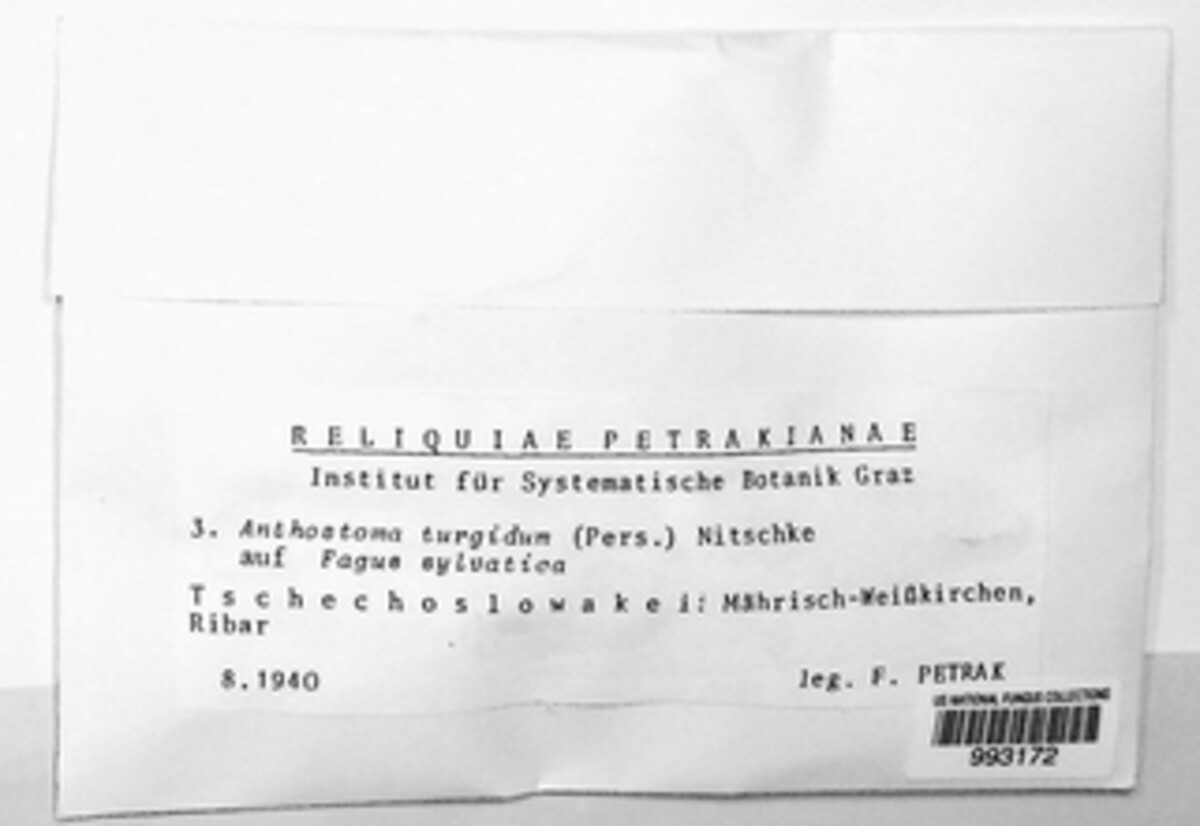 RELIQUIAE PETRAKIANAE
Institut für Systematische Botanik Graz
3. Anthostoma turgidum (Pers.) Nitschke
auf Fagus sylvatica
Tschechoslowakei: Mährisch-Weißkirchen,
Ribar
8.1940
leg. F. PETRAK
US NATIONAL FUNGUS COLLECTIONS
993172